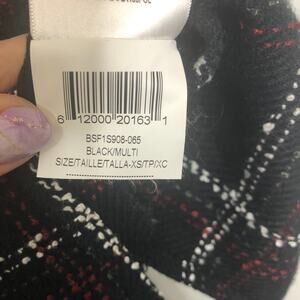 6 12000 20163 1
BSF1S908-065
BLACK/MULTI
SIZE/TAILLE/TALLA-XS/TP/XC